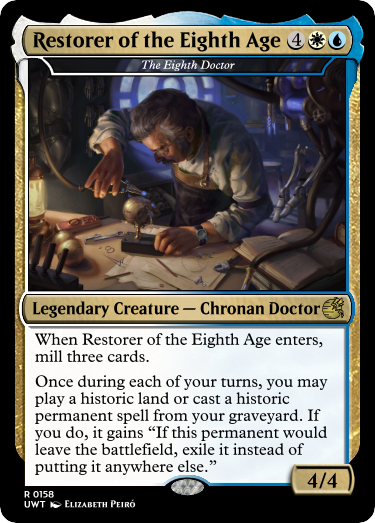 Restorer of the Eighth Age 4
The Eighth Doctor
Legendary Creature — Chronan Doctor
When Restorer of the Eighth Age enters,
mill three cards.
Once during each of your turns, you may
play a historic land or cast a historic
permanent spell from your graveyard. If
you do, it gains “If this permanent would
leave the battlefield, exile it instead of
putting it anywhere else.”
4/4
R 0158
UWT Elizabeth Peiró